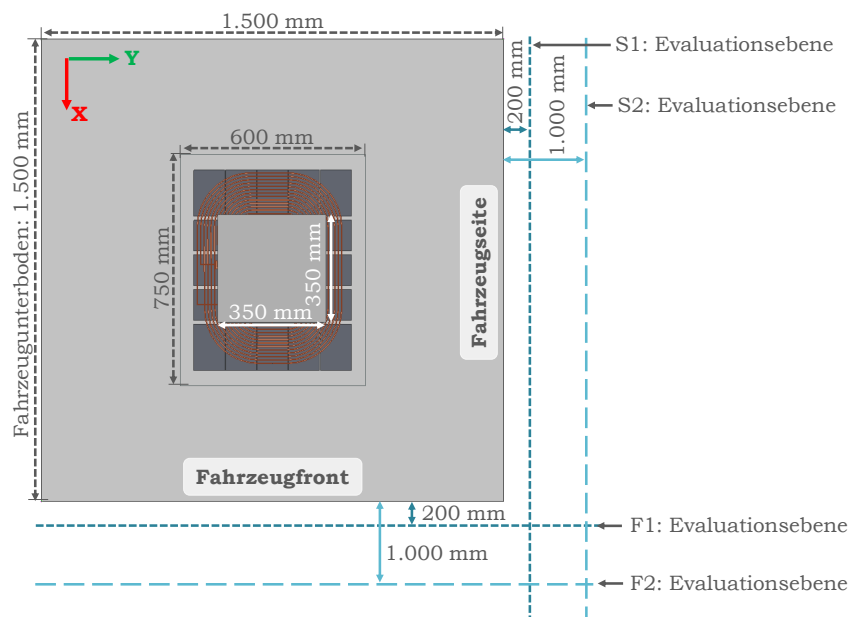 1.500 mm
S1: Evaluationsebene
Y
X
200 mm
1.000 mm
S2: Evaluationsebene
600 mm
Fahrzeugunterboden: 1.500 mm
750 mm
350 mm
350 mm
Fahrzeugseite
Fahrzeugfront
200 mm
F1: Evaluationsebene
1.000 mm
F2: Evaluationsebene